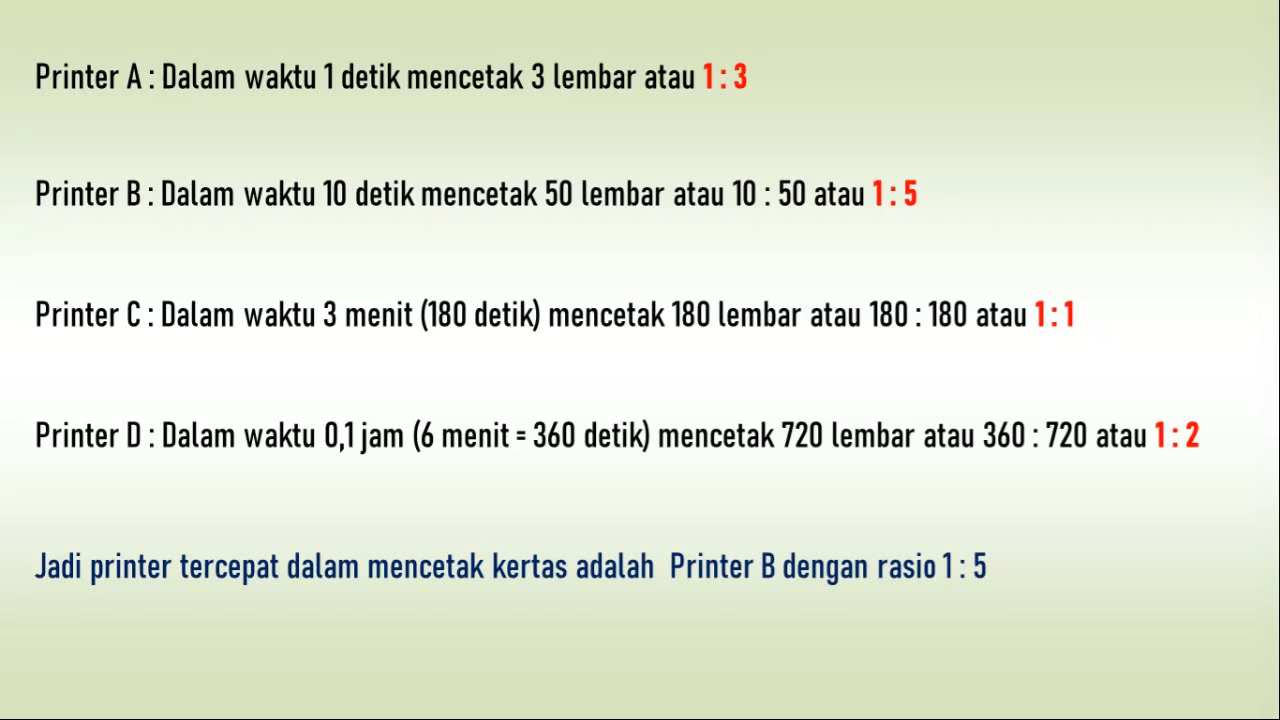 Printer A : Dalam waktu 1 detik mencetak 3 lembar atau 1 : 3
Printer B : Dalam waktu 10 detik mencetak 50 lembar atau 10 : 50 atau 1 : 5
Printer C : Dalam waktu 3 menit (180 detik) mencetak 180 lembar atau 180 : 180 atau 1 : 1
Printer D : Dalam waktu 0,1 jam (6 menit = 360 detik) mencetak 720 lembar atau 360 : 720 atau 1 : 2
Jadi printer tercepat dalam mencetak kertas adalah Printer B dengan rasio 1 : 5